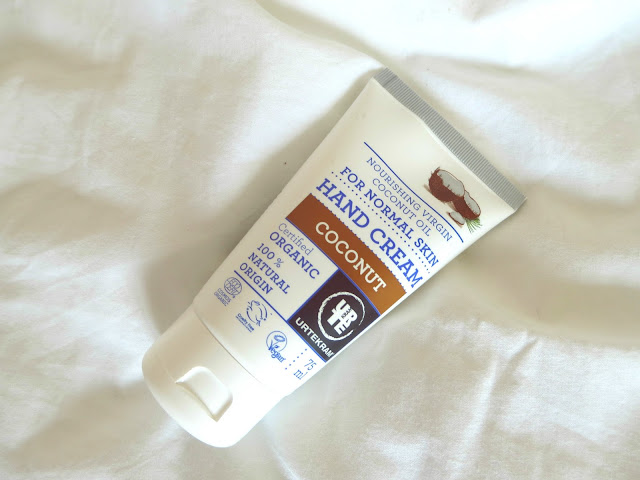 NOURISHING VIRGIN
COCONUT OIL
FOR NORMAL SKIN
HAND CREAM
COCONUT
Certified
ORGANIC
100 %
NATURAL
ORIGIN
URTEKRAM
Vegan
75
ml